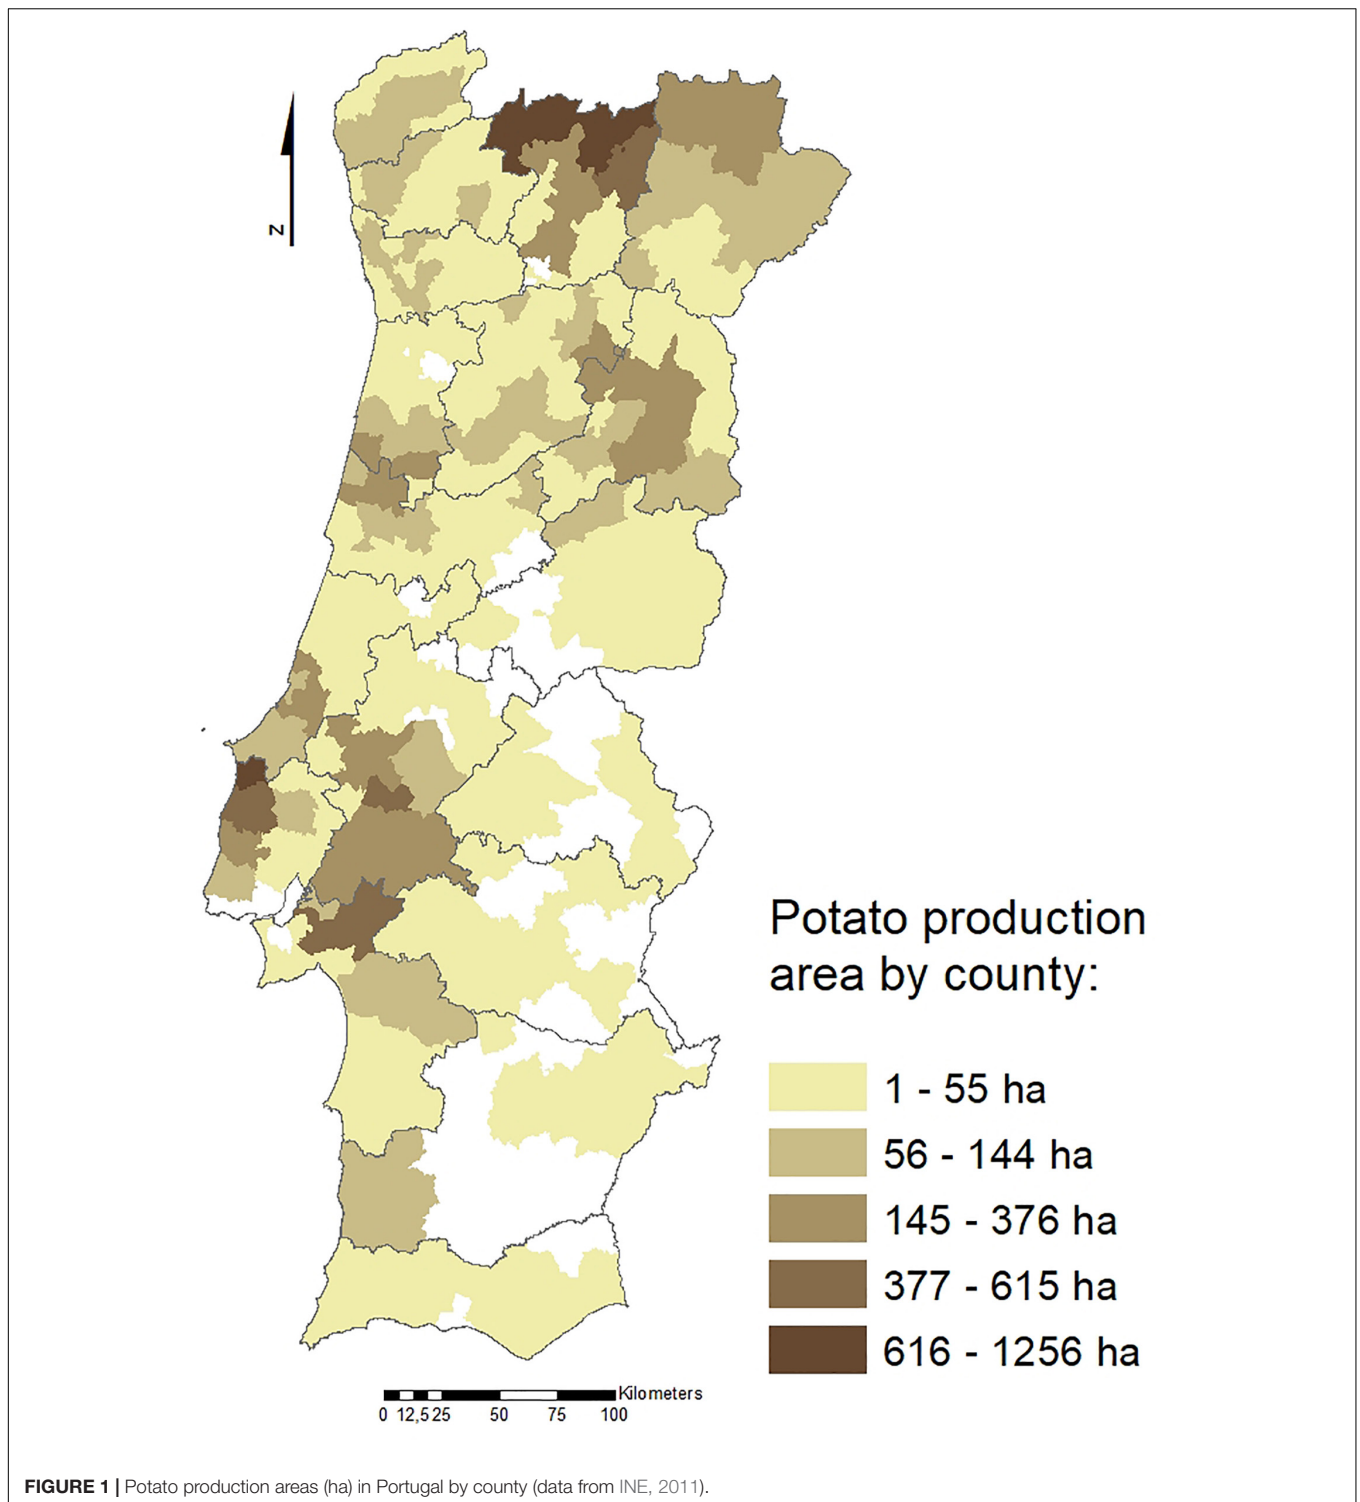 N
Potato production
area by county:
1 - 55 ha
56 - 144 ha
145 - 376 ha
377 - 615 ha
616 - 1256 ha
Kilometers
0 12,5 25 50 75 100
FIGURE 1 | Potato production areas (ha) in Portugal by county (data from INE, 2011).